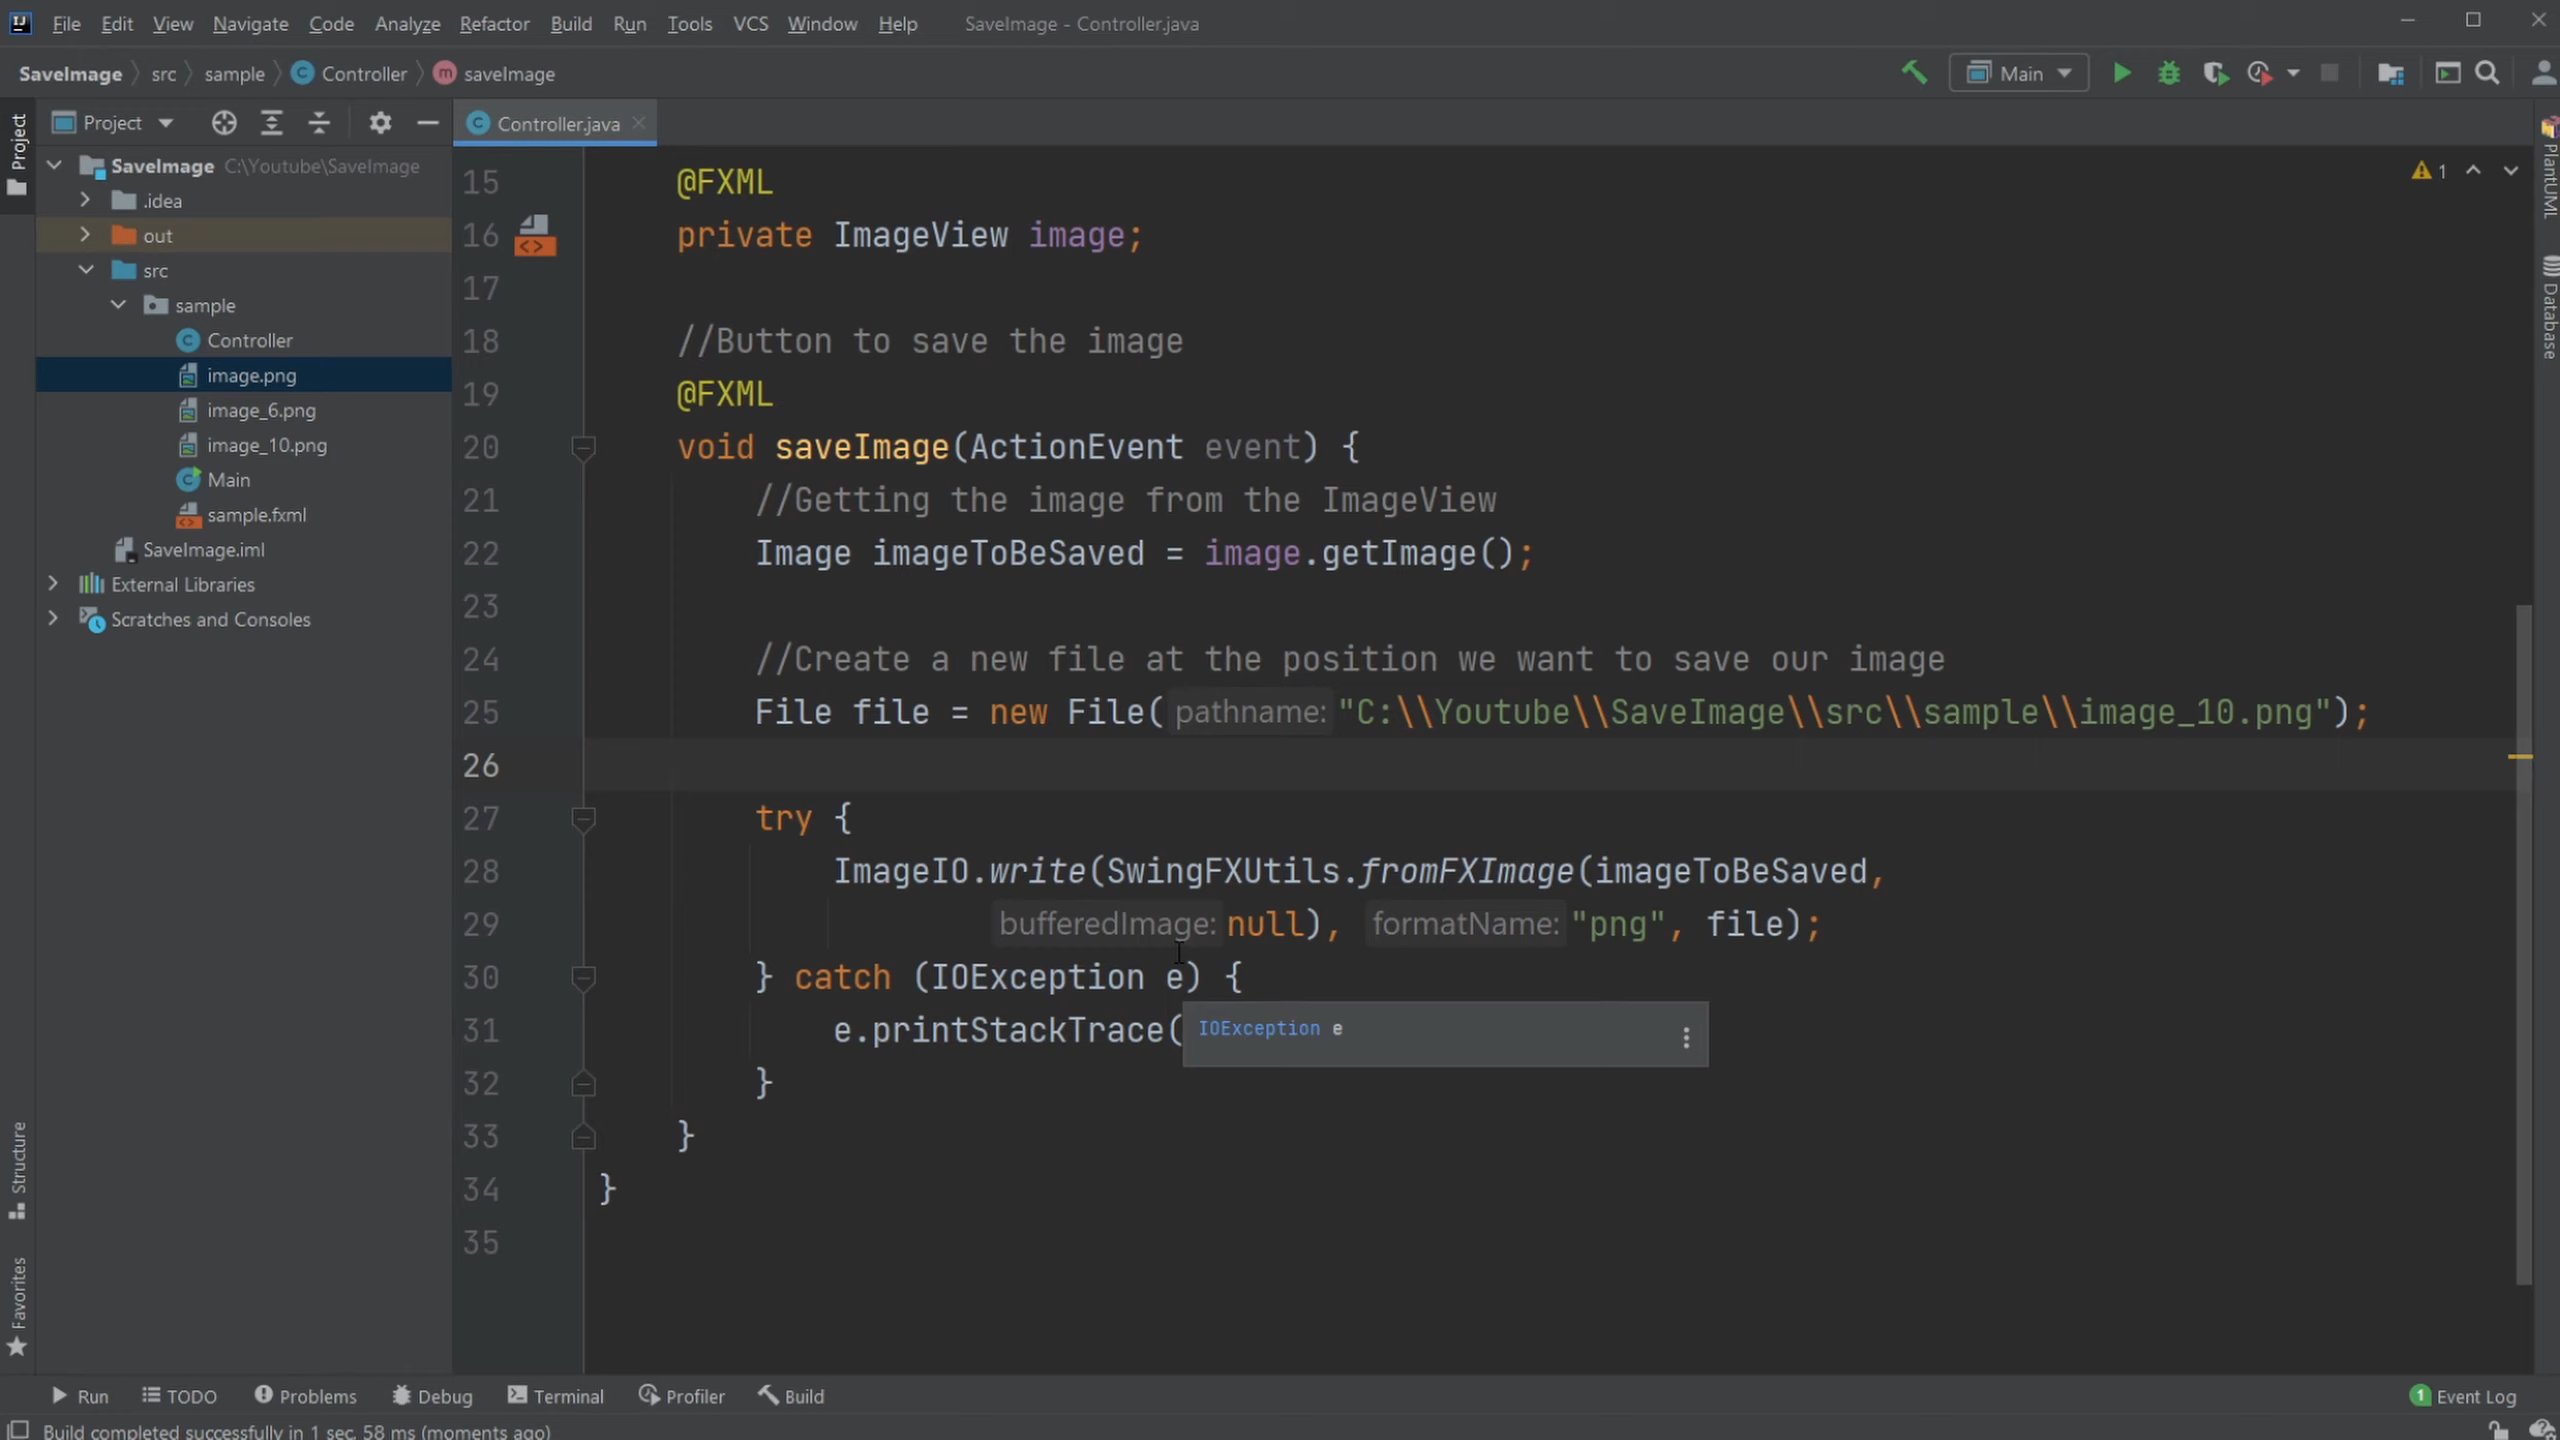 File Edit View Navigate Code Analyze Refactor Build Run Tools VCS Window Help SaveImage - Controller.java
SaveImage src sample Controller saveImage Main
Project Project Controller.java
SaveImage C:\Youtube\SaveImage
.idea
out
src
sample
Controller
image.png
image_6.png
image_10.png
Main
sample.fxml
SaveImage.iml
External Libraries
Scratches and Consoles
Structure
Favorites
1
15 @FXML
16 private ImageView image;
17
18 //Button to save the image
19 @FXML
20 void saveImage(ActionEvent event) {
21 //Getting the image from the ImageView
22 Image imageToBeSaved = image.getImage();
23
24 //Create a new file at the position we want to save our image
25 File file = new File( pathname: "C:\\Youtube\\SaveImage\\src\\sample\\image_10.png");
26
27 try {
28 ImageIO.write(SwingFXUtils.fromFXImage(imageToBeSaved,
29 bufferedImage: null), formatName: "png", file);
30 } catch (IOException e) {
31 e.printStackTrace( IOException e
32 }
33 }
34 }
35
PlantUML
Database
Run TODO Problems Debug Terminal Profiler Build 1 Event Log
Build completed successfully in 1 sec, 58 ms (moments ago)